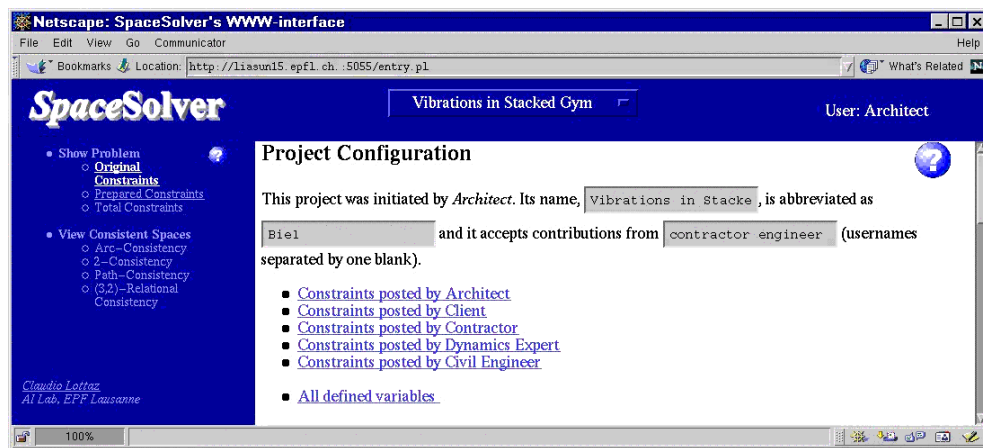 Netscape: SpaceSolver's WWW-interface
File Edit View Go Communicator Help
Bookmarks Location: http://liasun15.epfl.ch.:5055/entry.pl What's Related N
SpaceSolver
Vibrations in Stacked Gym
User: Architect
Show Problem
Original
Constraints
Prepared Constraints
Total Constraints
View Consistent Spaces
Arc-Consistency
2-Consistency
Path-Consistency
(3,2)-Relational
Consistency
Claudio Lottaz
AI Lab, EPF Lausanne
?
Project Configuration
?
This project was initiated by Architect. Its name, Vibrations in Stacke, is abbreviated as
Biel and it accepts contributions from contractor engineer (usernames
separated by one blank).
Constraints posted by Architect
Constraints posted by Client
Constraints posted by Contractor
Constraints posted by Dynamics Expert
Constraints posted by Civil Engineer
All defined variables
100%